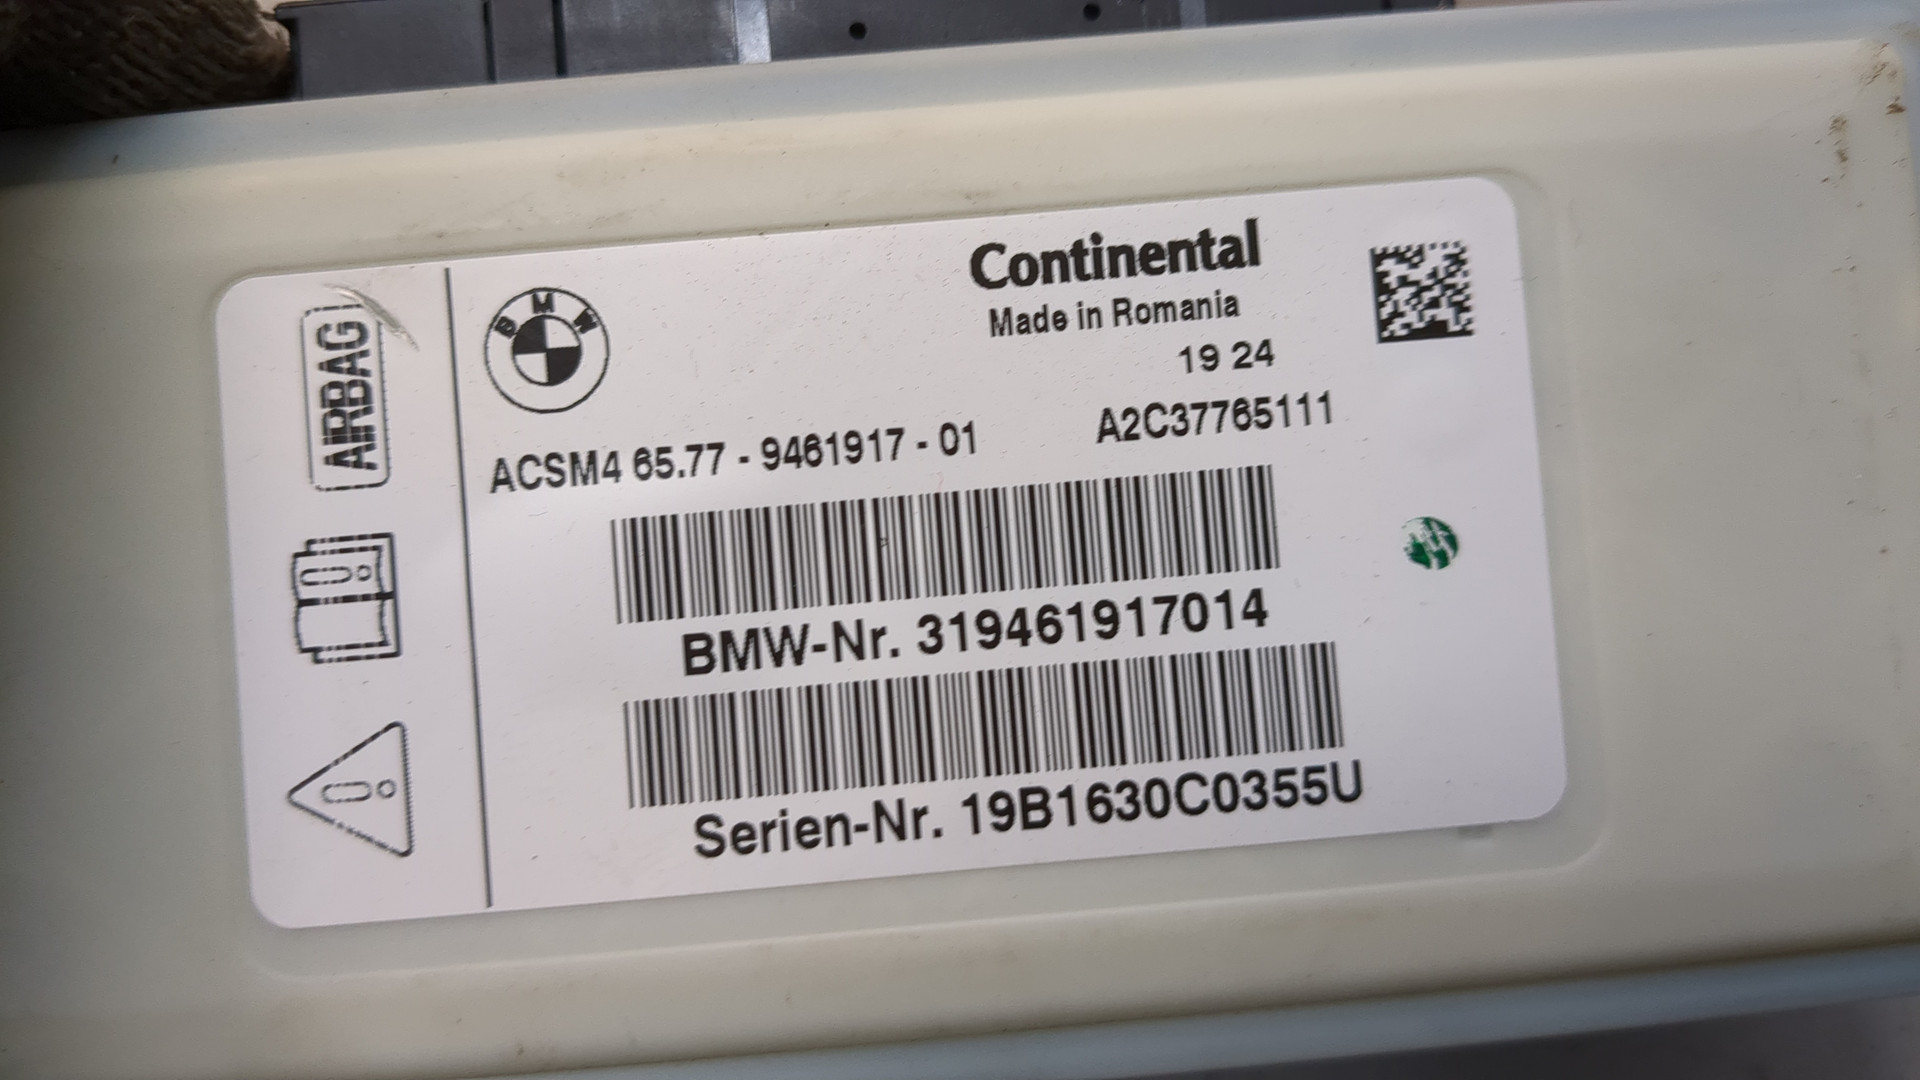 AIRBAG
BMW
Continental
Made in Romania
19 24
ACSM4 65.77 - 9461917 - 01 A2C37765111
BMW-Nr. 319461917014
Serien-Nr. 19B1630C0355U